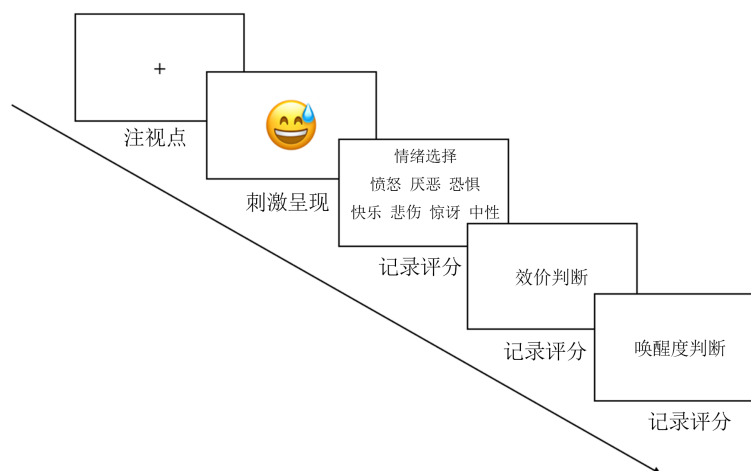 +
注视点
刺激呈现
情绪选择
愤怒 厌恶 恐惧
快乐 悲伤 惊讶 中性
记录评分
效价判断
记录评分
唤醒度判断
记录评分